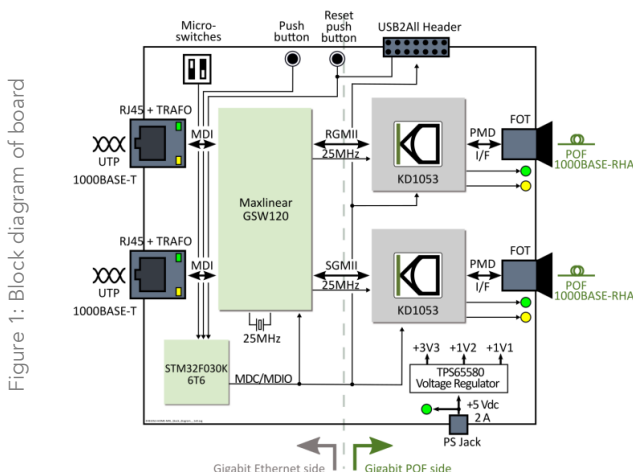 Figure 1: Block diagram of board
Micro-
switches
Push
button
Reset
push
button
USB2All Header
RJ45 + TRAFO
MDI
UTP
1000BASE-T
Maxlinear
GSW120
RGMII
25MHz
KD1053
PMD
I/F
FOT
POF
1000BASE-RHA
RJ45 + TRAFO
MDI
UTP
1000BASE-T
SGMII
25MHz
KD1053
PMD
I/F
FOT
POF
1000BASE-RHA
25MHz
STM32F030K
6T6
MDC/MDIO
+3V3
+1V2
+1V1
TPS65580
Voltage Regulator
+5 Vdc
2 A
PS Jack
Gigabit Ethernet side
Gigabit POF side